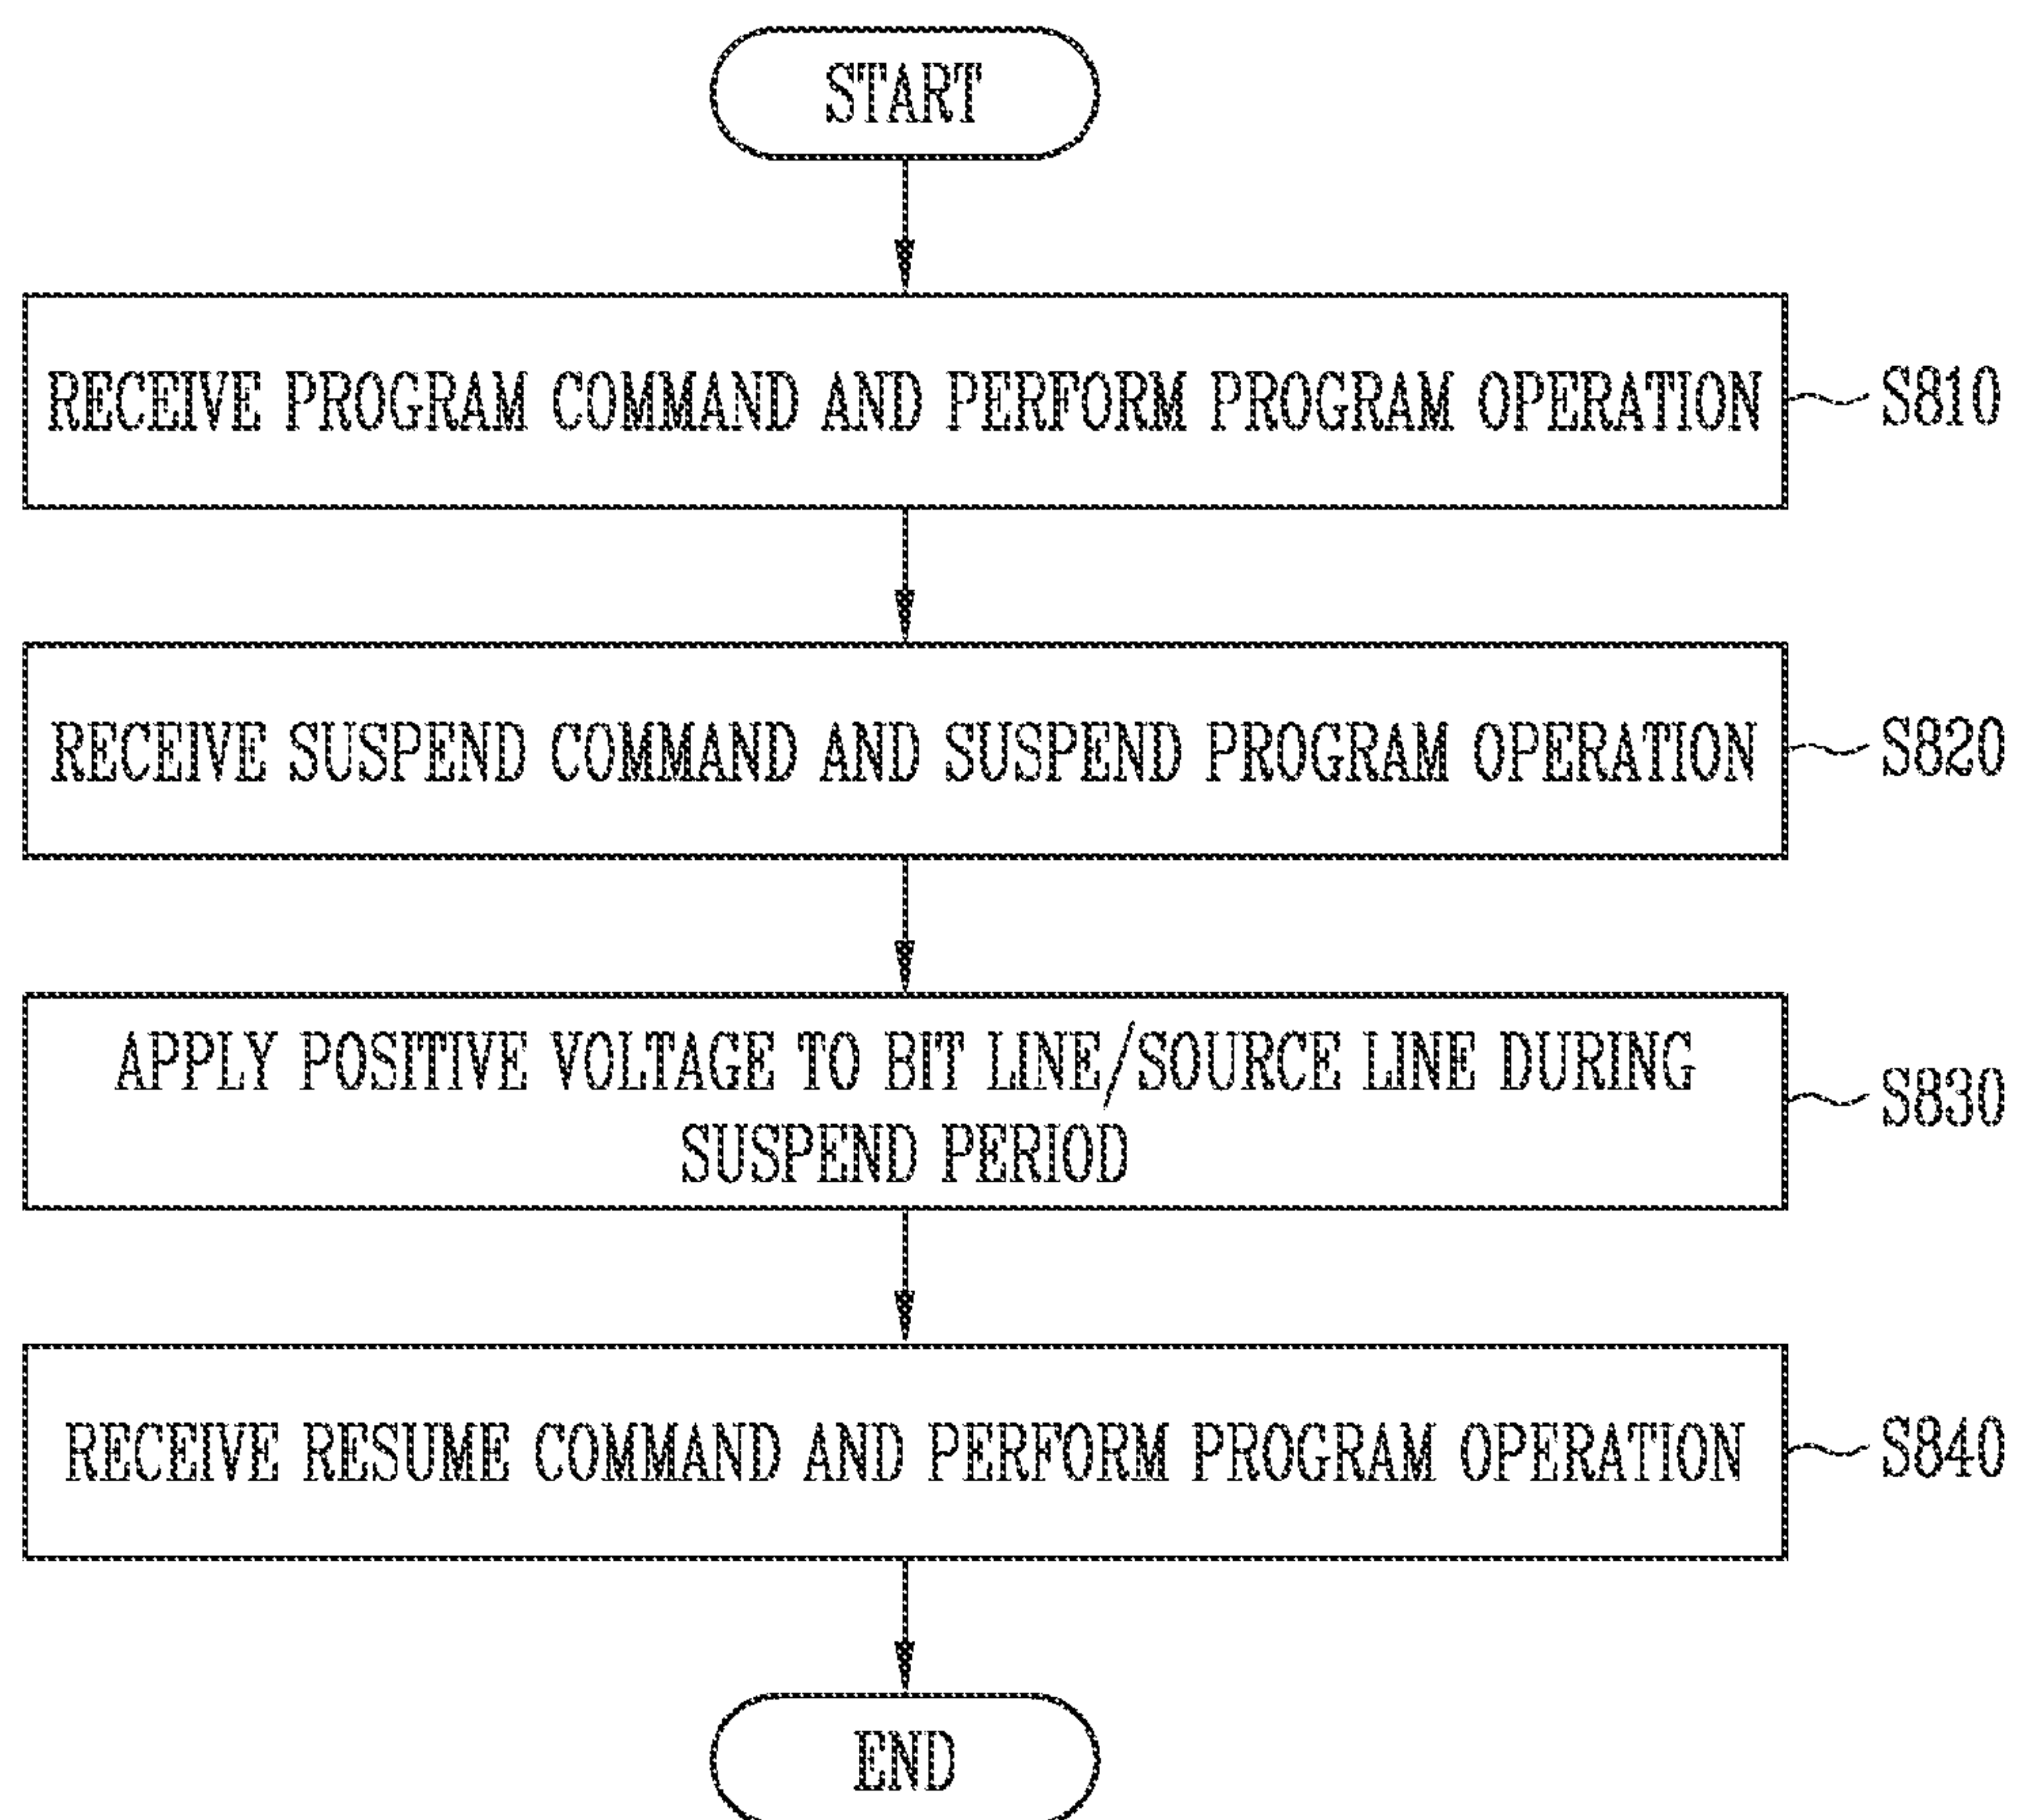 START
RECEIVE PROGRAM COMMAND AND PERFORM PROGRAM OPERATION
S810
RECEIVE SUSPEND COMMAND AND SUSPEND PROGRAM OPERATION
S820
APPLY POSITIVE VOLTAGE TO BIT LINE/SOURCE LINE DURING
SUSPEND PERIOD
S830
RECEIVE RESUME COMMAND AND PERFORM PROGRAM OPERATION
S840
END